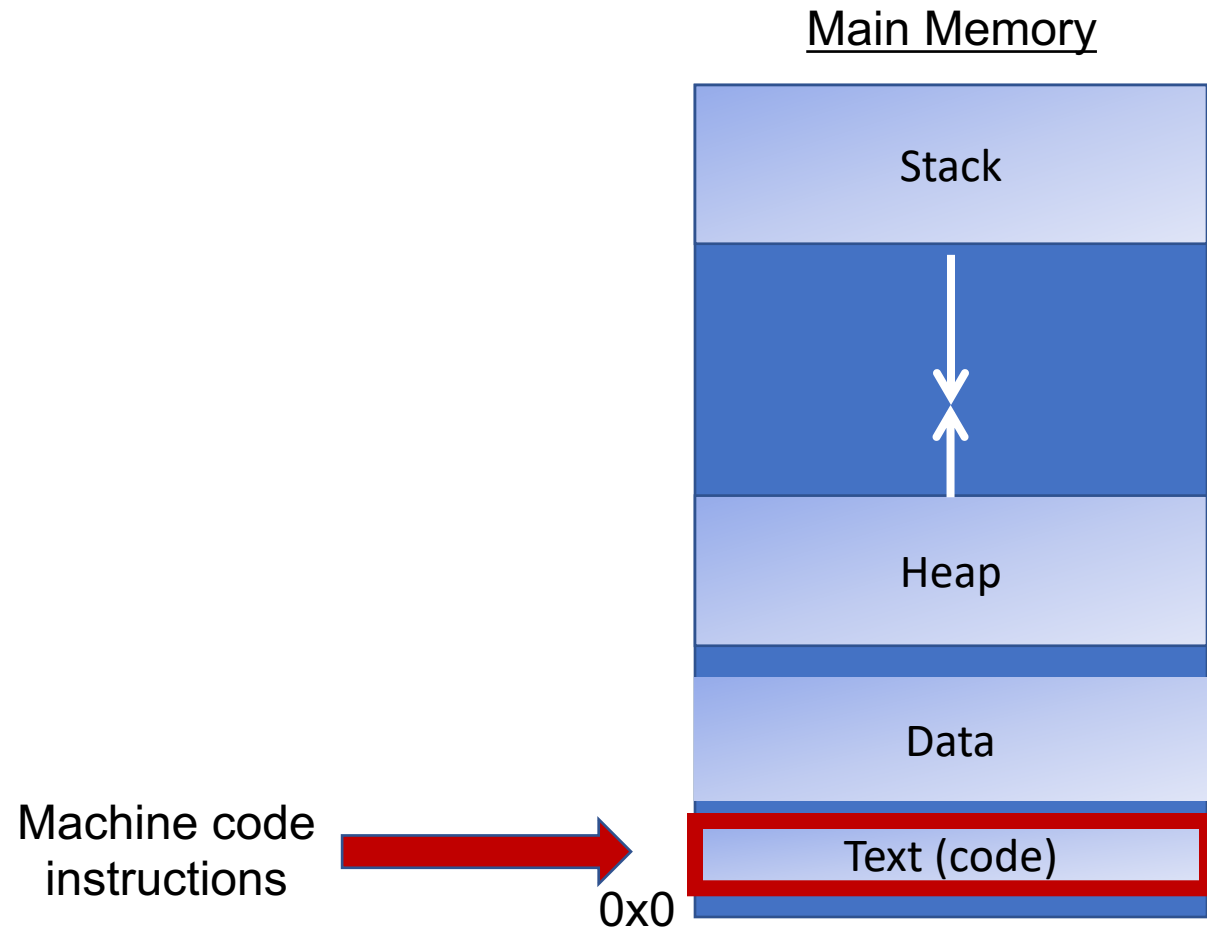 Main Memory
Stack
Heap
Data
Machine code
instructions
Text (code)
0x0